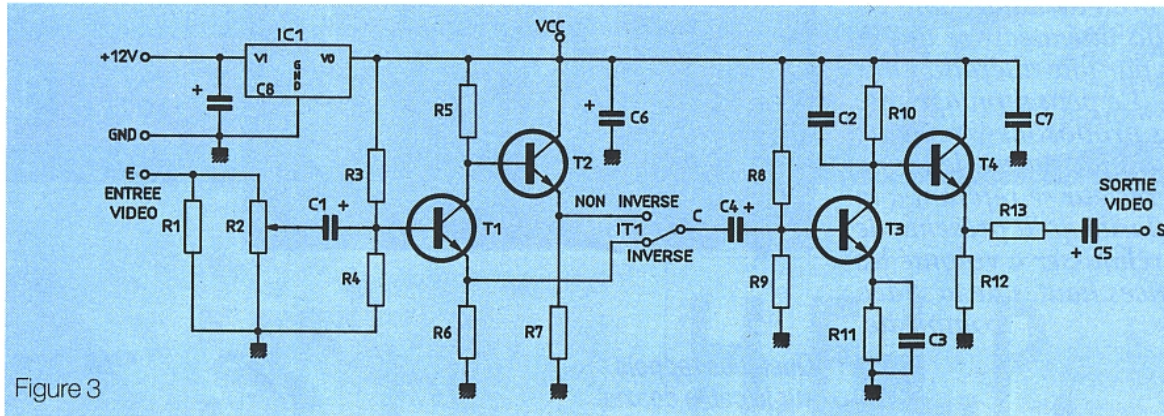 VCC
IC1
+12V
VI
GND
VO
C8
+
GND
R5
C6
+
C2
R10
C7
T2
T4
E
ENTREE
VIDEO
R3
R8
SORTIE
VIDEO
R1
R2
C1 +
T1
NON INVERSE
IT1
C
INVERSE
C4 +
T3
R13
S
+ C5
R4
R9
R12
R6
R7
R11
C3
Figure 3